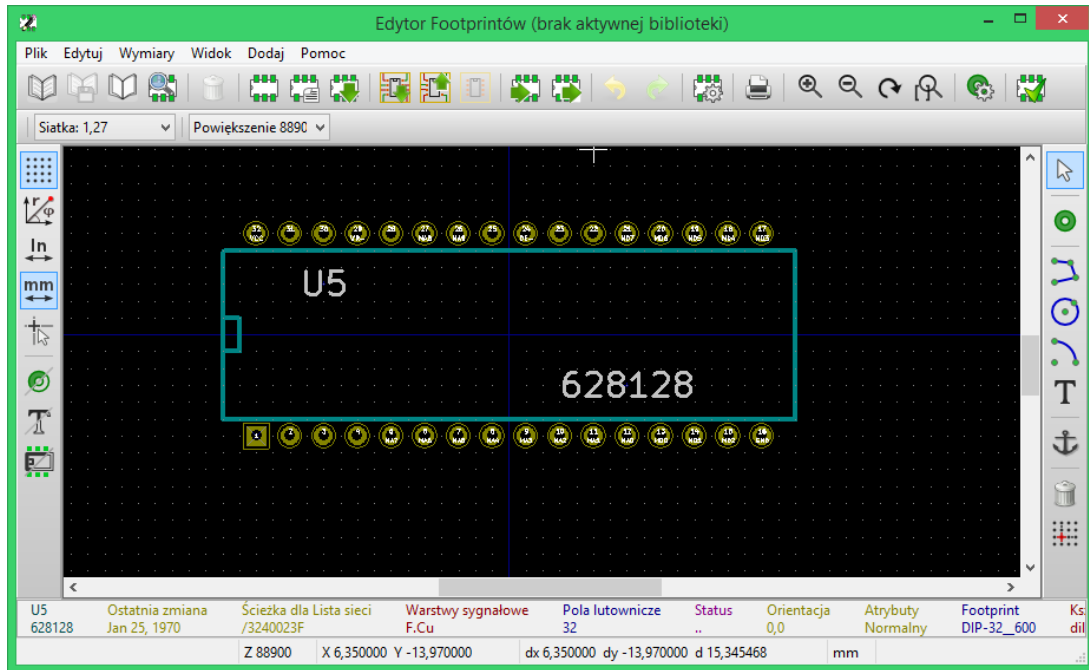 Edytor Footprintów (brak aktywnej biblioteki)
Plik Edytuj Wymiary Widok Dodaj Pomoc
Siatka: 1,27 Powiększenie 8890
In
mm
U5
628128
U5 Ostatnia zmiana Ścieżka dla Lista sieci Warstwy sygnałowe Pola lutownicze Status Orientacja Atrybuty Footprint Ks
628128 Jan 25, 1970 /3240023F F.Cu 32 .. 0,0 Normalny DIP-32__600 dil
Z 88900 X 6,350000 Y -13,970000 dx 6,350000 dy -13,970000 d 15,345468 mm